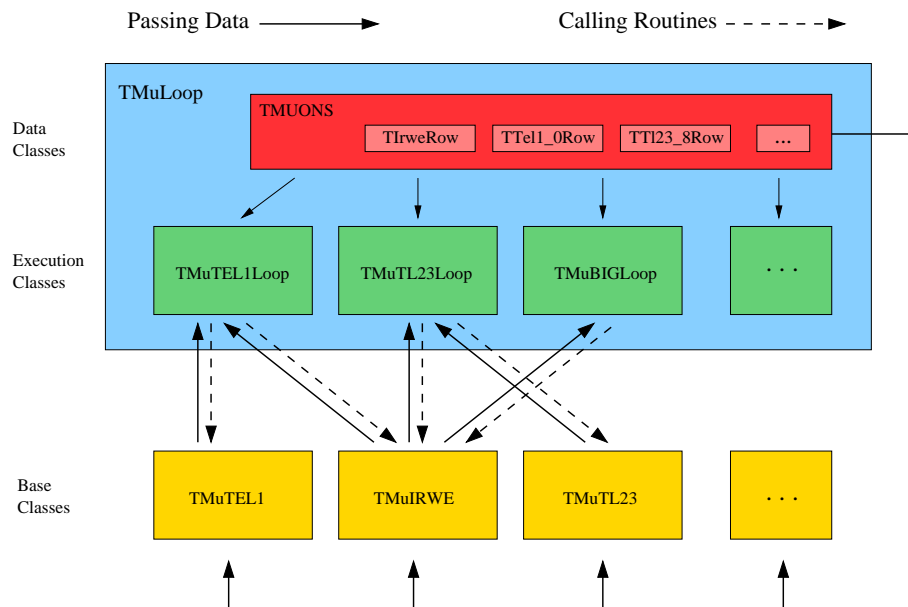 Passing Data
Calling Routines
TMuLoop
TMUONS
Data
Classes
TIrweRow
TTel1_0Row
TTl23_8Row
...
Execution
Classes
TMuTEL1Loop
TMuTL23Loop
TMuBIGLoop
. . .
Base
Classes
TMuTEL1
TMuIRWE
TMuTL23
. . .